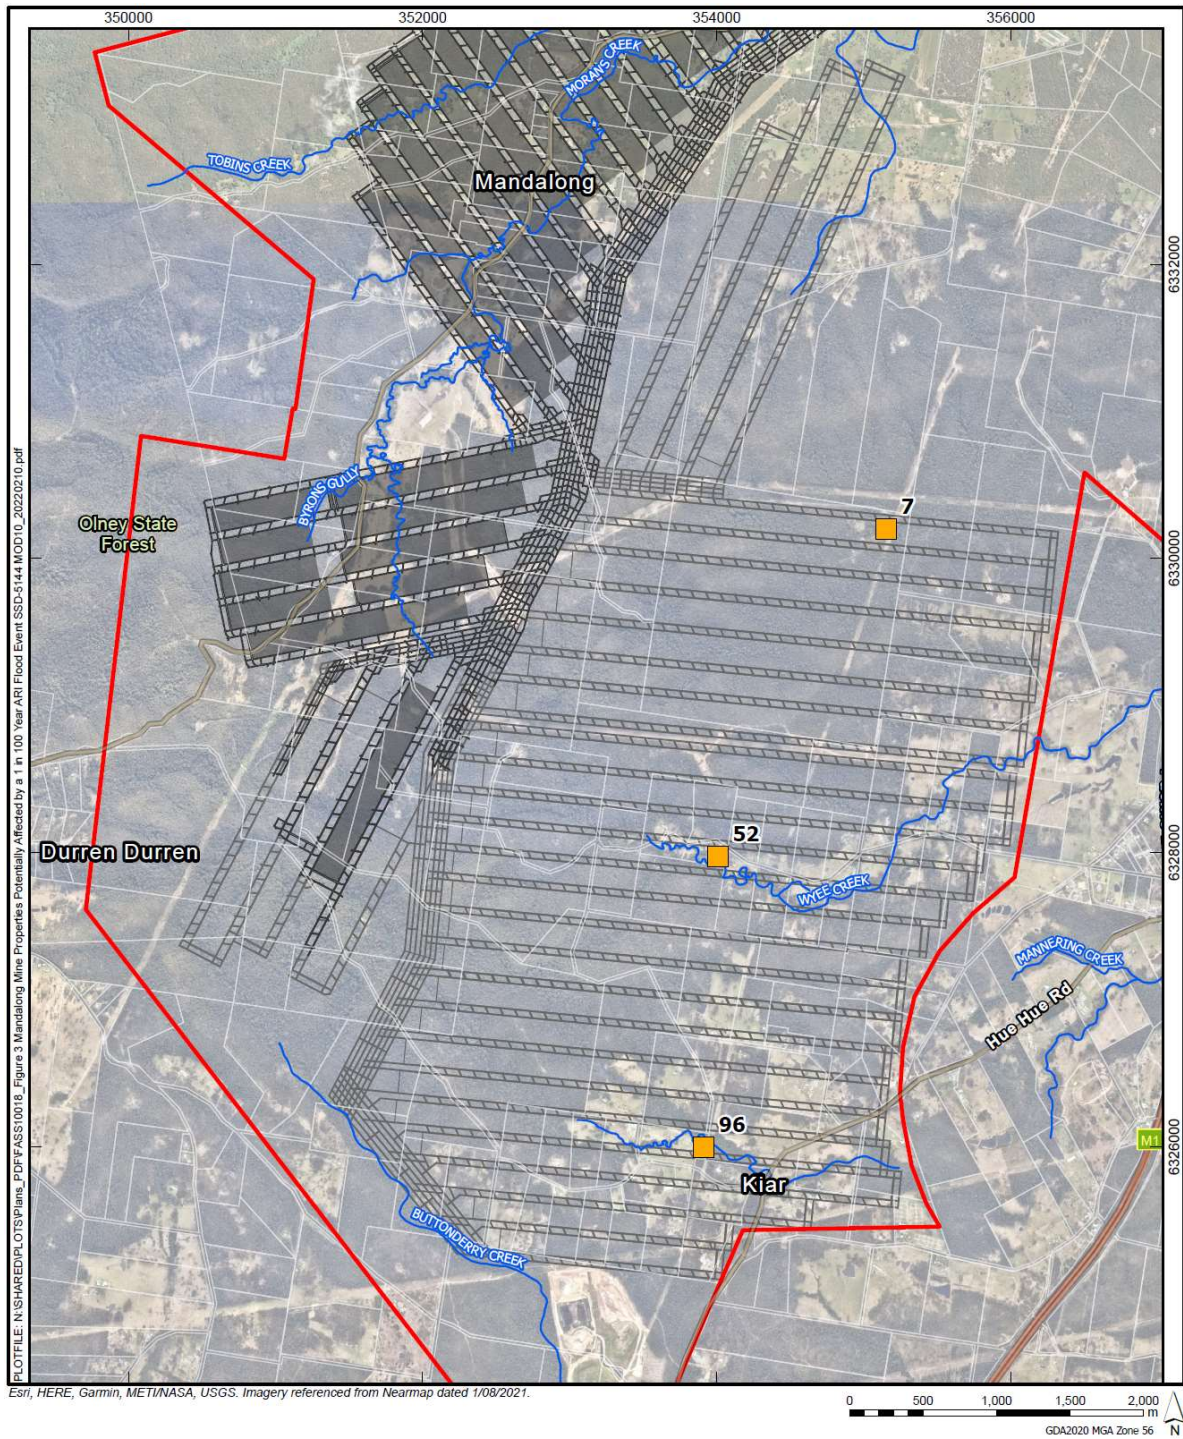 350000
352000
354000
356000
MORANS CREEK
TOBINS CREEK
Mandalong
6332000
7
BYRONS GULLY
Olney State
Forest
6330000
52
Durren Durren
6328000
WYEE CREEK
MANNERING CREEK
Hue Hue Rd
96
M1
6326000
Kiar
BUTTONDERRY CREEK
PLOTFILE: N:\SHARED\PLOTS\Plans_PDF\FASS10018_Figure 3 Mandalong Mine Properties Potentially Affected by a 1 in 100 Year ARI Flood Event SSD-5144 MOD10_20220210.pdf
Esri, HERE, Garmin, METI/NASA, USGS. Imagery referenced from Nearmap dated 1/08/2021.
0 500 1,000 1,500 2,000
m
GDA2020 MGA Zone 56
N